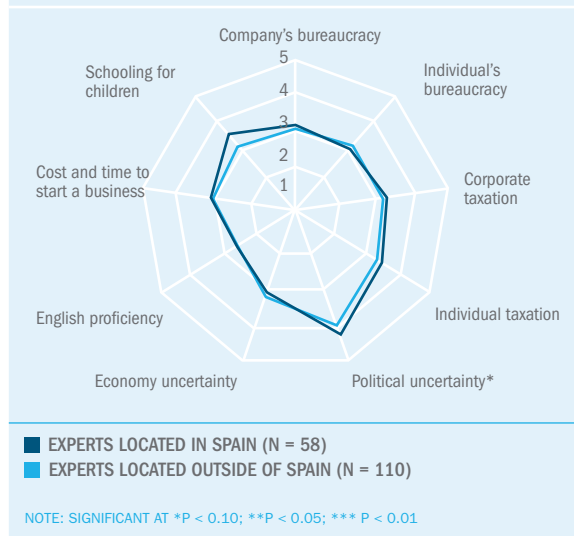 Company’s bureaucracy
5
4
3
2
1
Individual’s
bureaucracy
Corporate
taxation
Individual taxation
Political uncertainty*
Economy uncertainty
English proficiency
Cost and time to
start a business
Schooling for
children
EXPERTS LOCATED IN SPAIN (N = 58)
EXPERTS LOCATED OUTSIDE OF SPAIN (N = 110)
NOTE: SIGNIFICANT AT *P < 0.10; **P < 0.05; *** P < 0.01